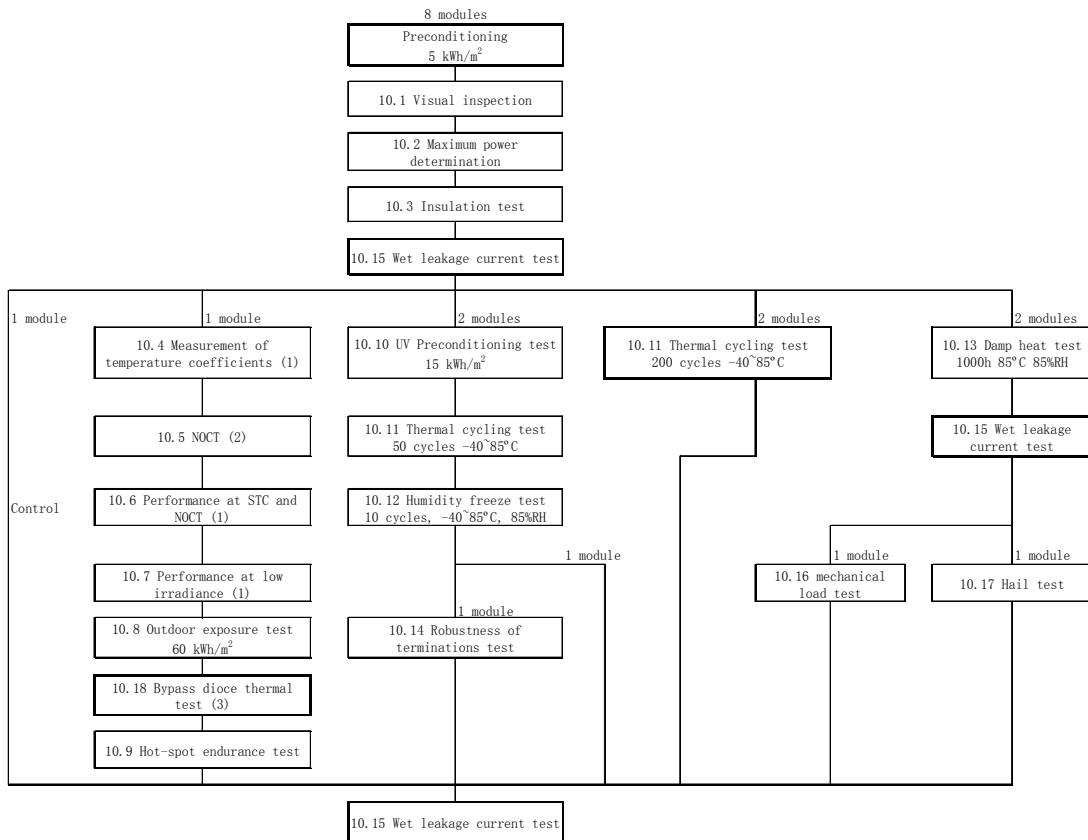 8 modules
Preconditioning
5 kWh/m²
10.1 Visual inspection
10.2 Maximum power
determination
10.3 Insulation test
10.15 Wet leakage current test
1 module
Control
1 module
10.4 Measurement of
temperature coefficients (1)
10.5 NOCT (2)
10.6 Performance at STC and
NOCT (1)
10.7 Performance at low
irradiance (1)
10.8 Outdoor exposure test
60 kWh/m²
10.18 Bypass dioce thermal
test (3)
10.9 Hot-spot endurance test
2 modules
10.10 UV Preconditioning test
15 kWh/m²
10.11 Thermal cycling test
50 cycles -40~85°C
10.12 Humidity freeze test
10 cycles, -40~85°C, 85%RH
1 module
1 module
10.14 Robustness of
terminations test
2 modules
10.11 Thermal cycling test
200 cycles -40~85°C
2 modules
10.13 Damp heat test
1000h 85°C 85%RH
10.15 Wet leakage
current test
1 module
10.16 mechanical
load test
1 module
10.17 Hail test
10.15 Wet leakage current test